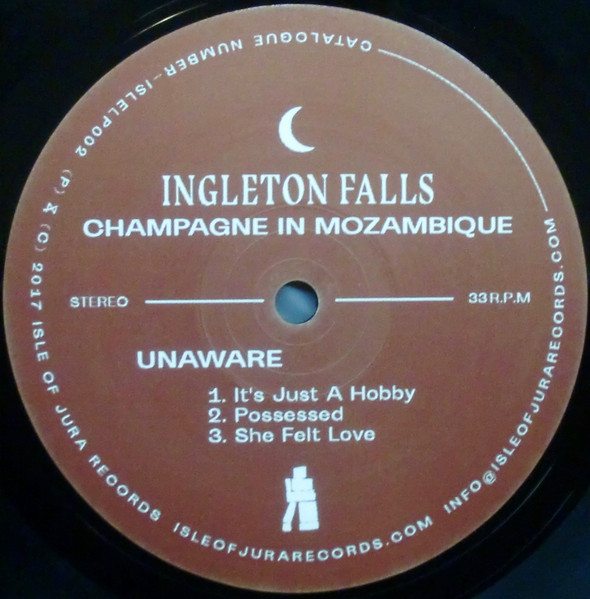 INGLETON FALLS
CHAMPAGNE IN MOZAMBIQUE
STEREO
33 R.P.M
UNAWARE
1. It's Just A Hobby
2. Possessed
3. She Felt Love
CATALOGUE NUMBER–ISLELP002 (P) & (C) 2017 ISLE OF JURA RECORDS ISLEOFJURARECORDS.COM INFO@ISLEOFJURARECORDS.COM